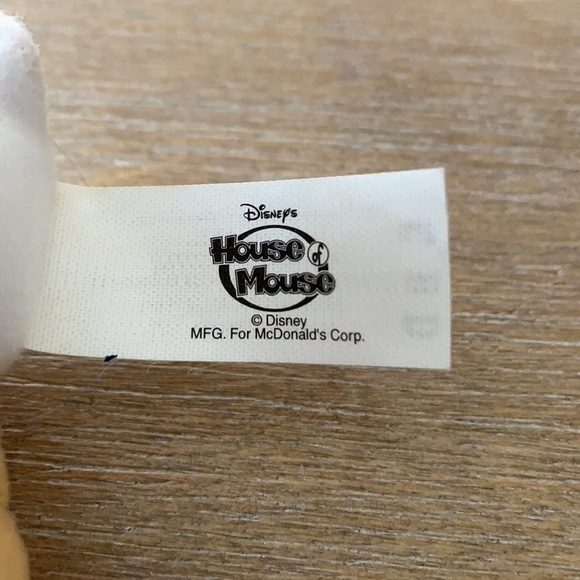 Disney's
House of
Mouse
© Disney
MFG. For McDonald's Corp.